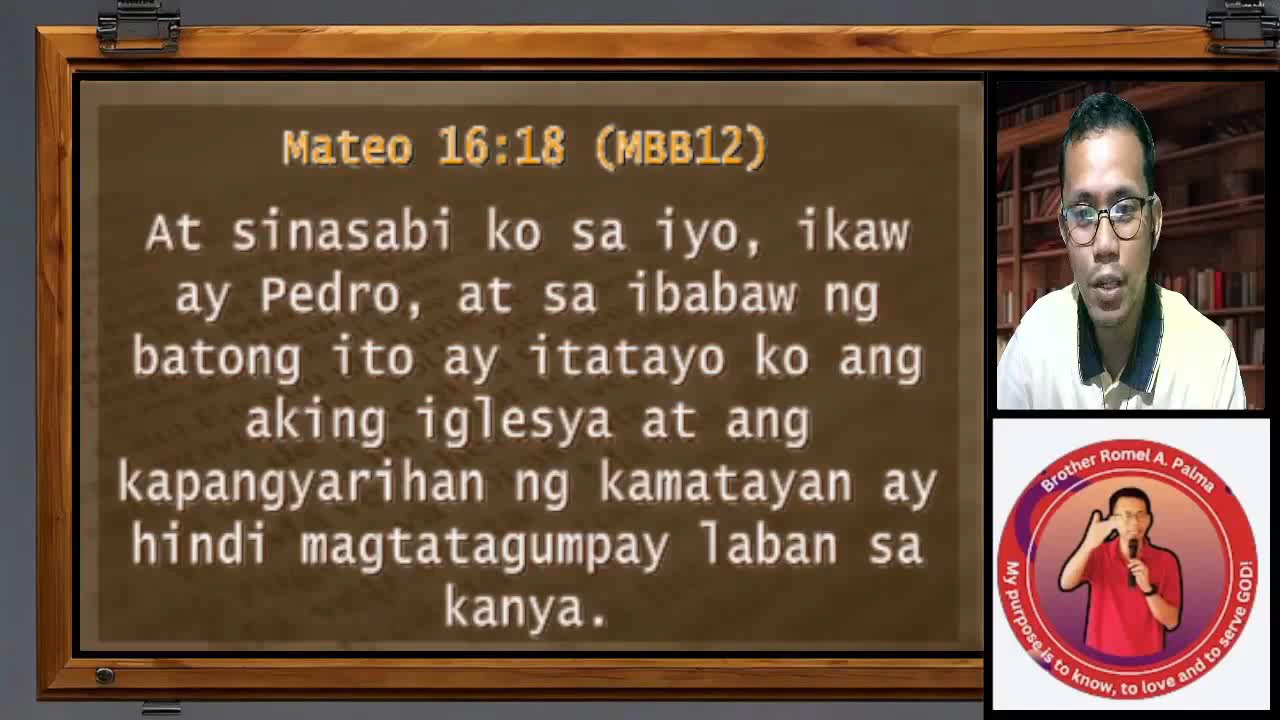 Mateo 16:18 (MBB12)
At sinasabi ko sa iyo, ikaw
ay Pedro, at sa ibabaw ng
batong ito ay itatayo ko ang
aking iglesya at ang
kapangyarihan ng kamatayan ay
hindi magtatagumpay laban sa
kanya.
Brother Romel A. Palma
My purpose is to know, to love and to serve GOD!